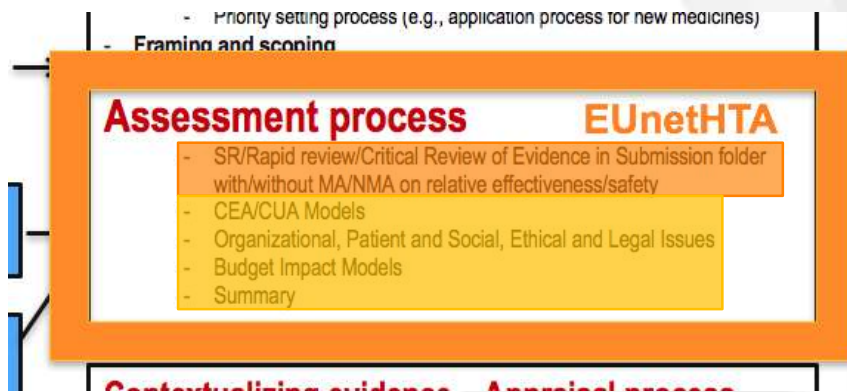 - Priority setting process (e.g., application process for new medicines)
- Framing and scoping
Assessment process EUnetHTA
- SR/Rapid review/Critical Review of Evidence in Submission folder
with/without MA/NMA on relative effectiveness/safety
- CEA/CUA Models
- Organizational, Patient and Social, Ethical and Legal Issues
- Budget Impact Models
- Summary
Contextualizing evidence – Appraisal process